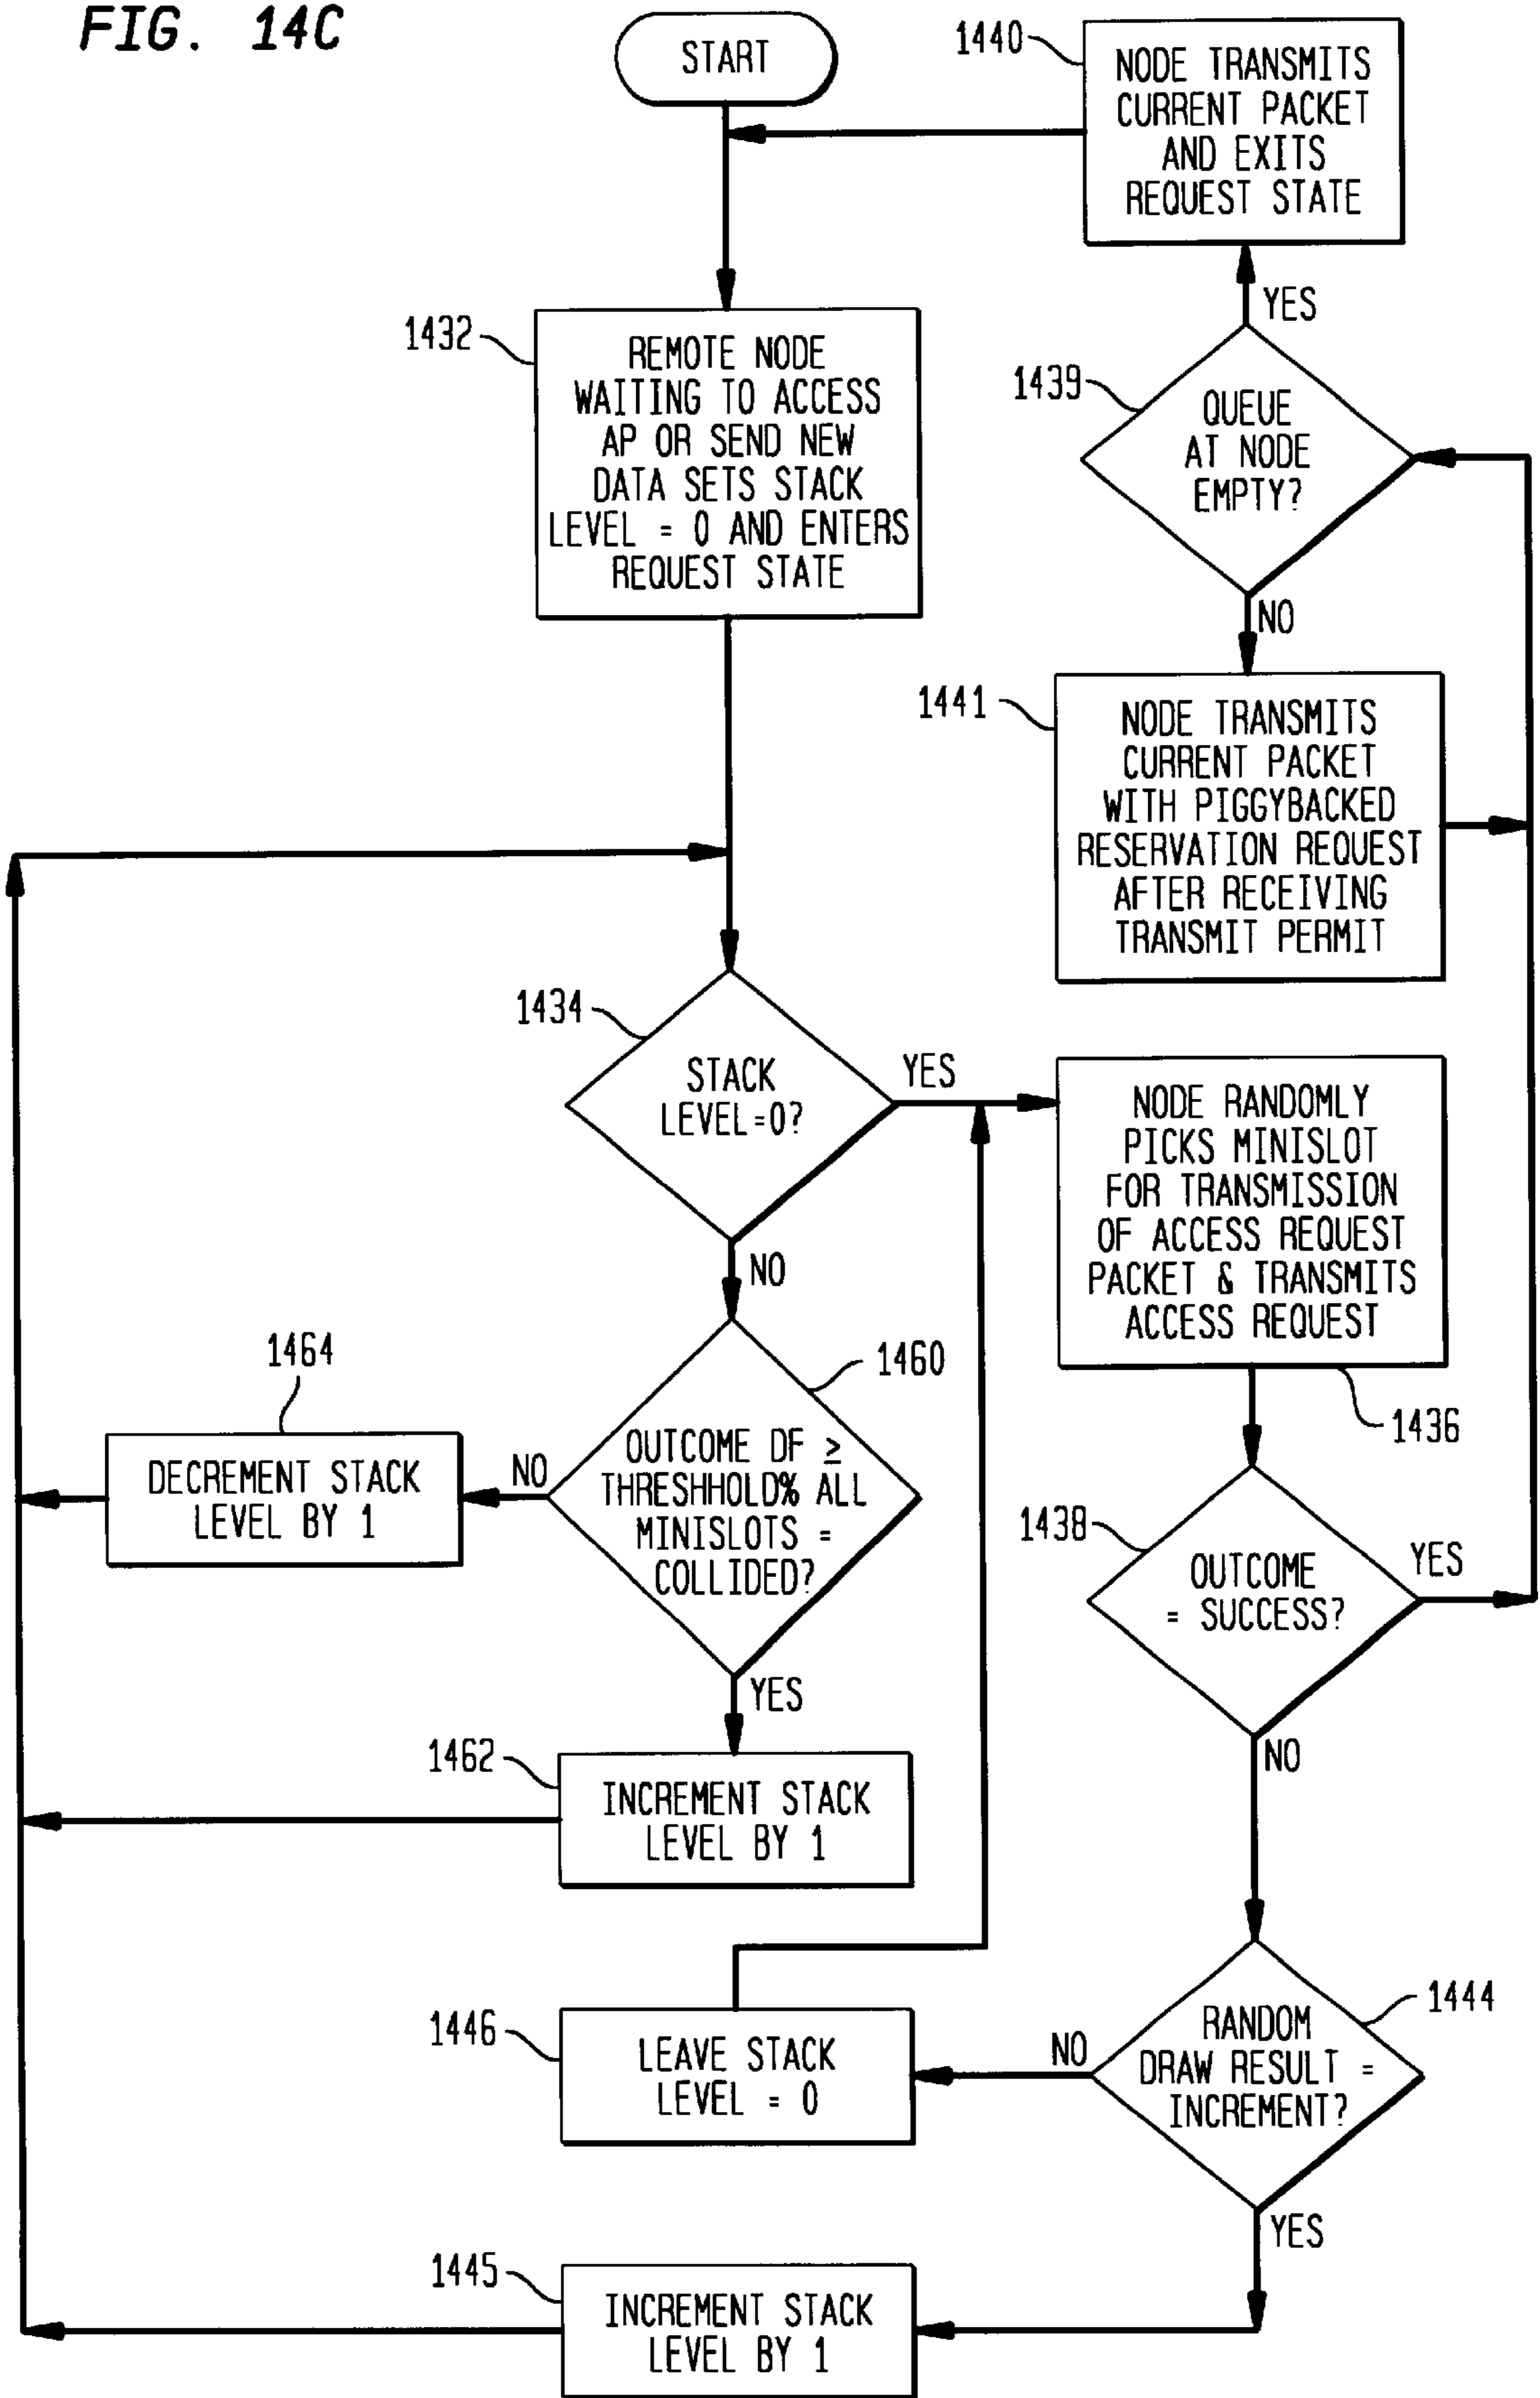 FIG. 14C
START
1440
NODE TRANSMITS
CURRENT PACKET
AND EXITS
REQUEST STATE
YES
1432
REMOTE NODE
WAITING TO ACCESS
AP OR SEND NEW
DATA SETS STACK
LEVEL = 0 AND ENTERS
REQUEST STATE
1439
QUEUE
AT NODE
EMPTY?
NO
1441
NODE TRANSMITS
CURRENT PACKET
WITH PIGGYBACKED
RESERVATION REQUEST
AFTER RECEIVING
TRANSMIT PERMIT
1434
STACK
LEVEL=0?
YES
NO
NODE RANDOMLY
PICKS MINISLOT
FOR TRANSMISSION
OF ACCESS REQUEST
PACKET & TRANSMITS
ACCESS REQUEST
1436
1464
DECREMENT STACK
LEVEL BY 1
NO
1460
OUTCOME DF ≥
THRESHHOLD% ALL
MINISLOTS =
COLLIDED?
YES
1438
OUTCOME
= SUCCESS?
YES
NO
1462
INCREMENT STACK
LEVEL BY 1
1446
LEAVE STACK
LEVEL = 0
NO
1444
RANDOM
DRAW RESULT =
INCREMENT?
YES
1445
INCREMENT STACK
LEVEL BY 1